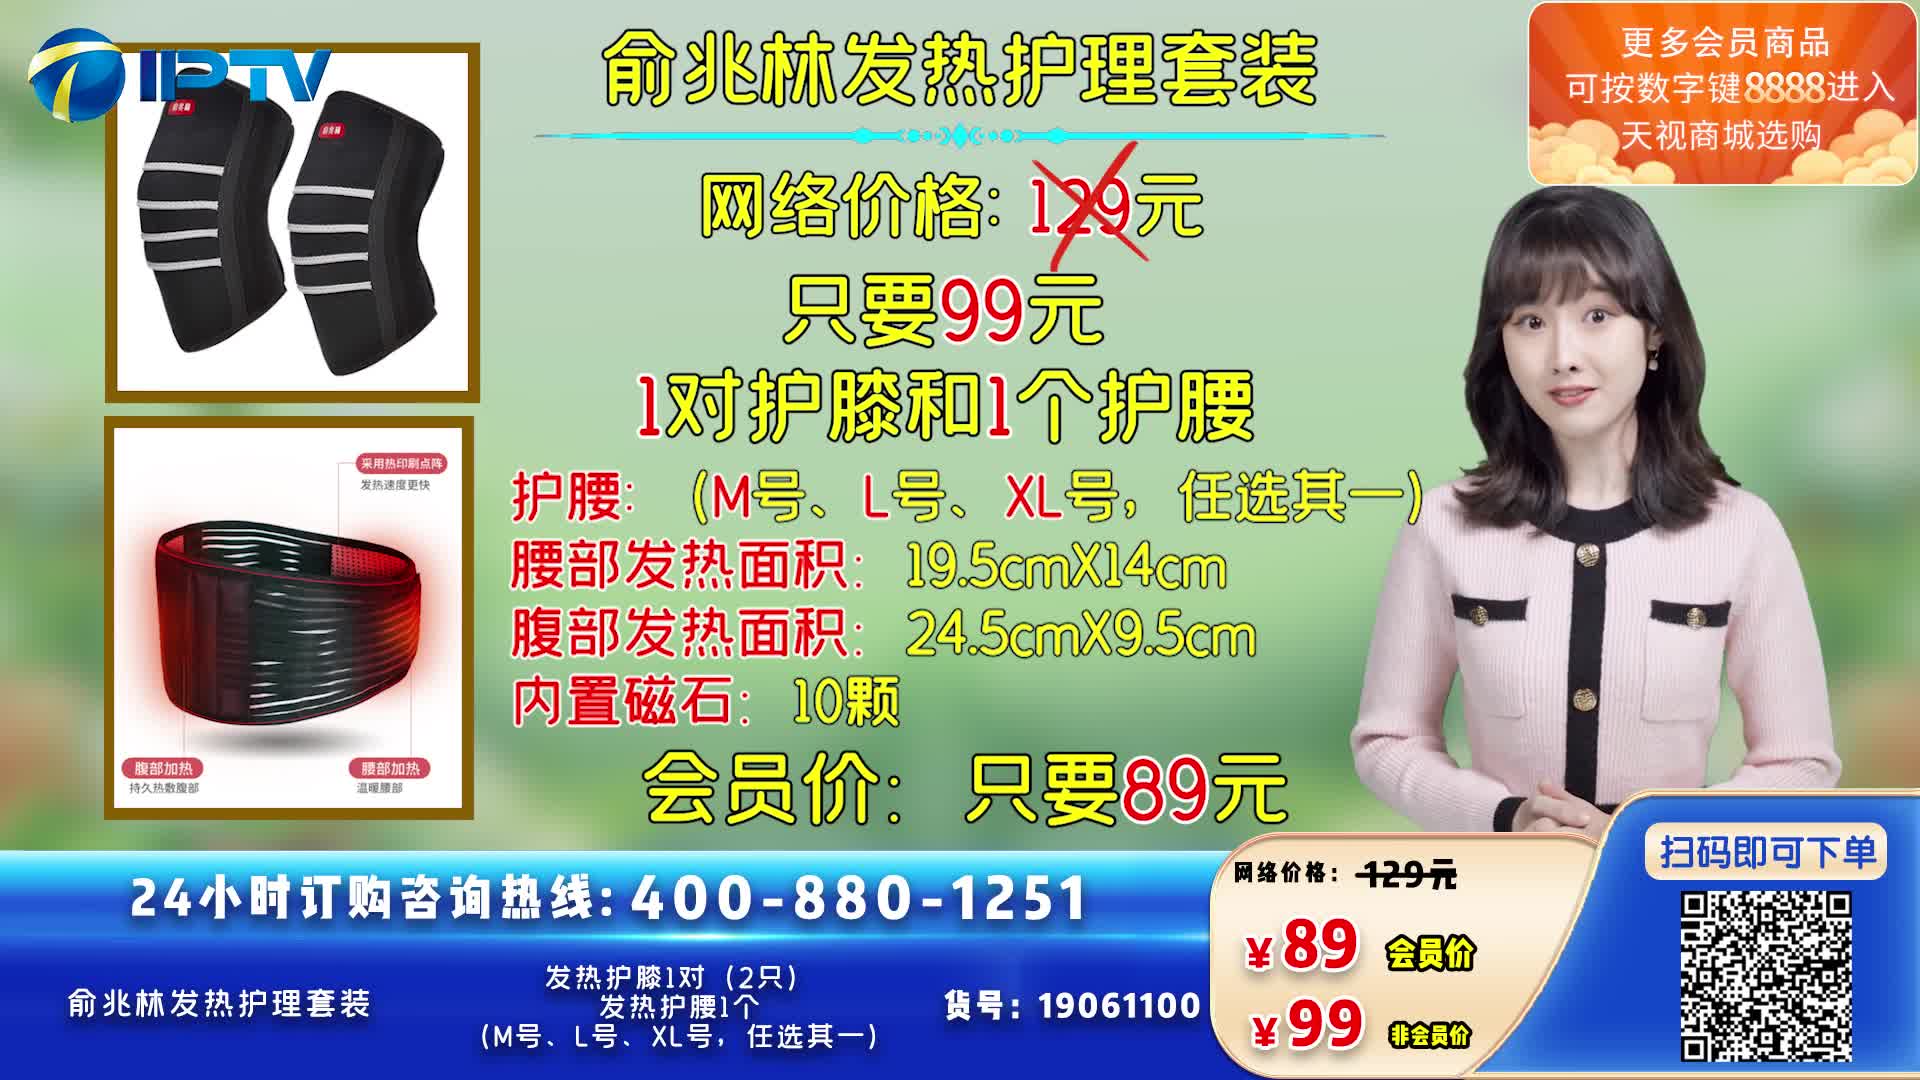 IPTV
俞兆林
俞兆林
俞兆林发热护理套装
网络价格: 129元
只要99元
1对护膝和1个护腰
护腰: (M号、L号、XL号，任选其一)
腰部发热面积: 19.5cmX14cm
腹部发热面积: 24.5cmX9.5cm
内置磁石: 10颗
会员价: 只要89元
更多会员商品
可按数字键8888进入
天视商城选购
采用热印刷点阵
发热速度更快
腹部加热
持久热敷腹部
腰部加热
温暖腰部
24小时订购咨询热线:400-880-1251
俞兆林发热护理套装
发热护膝1对（2只）
发热护腰1个
(M号、L号、XL号，任选其一)
货号: 19061100
网络价格: 129元
¥89 会员价
¥99 非会员价
扫码即可下单